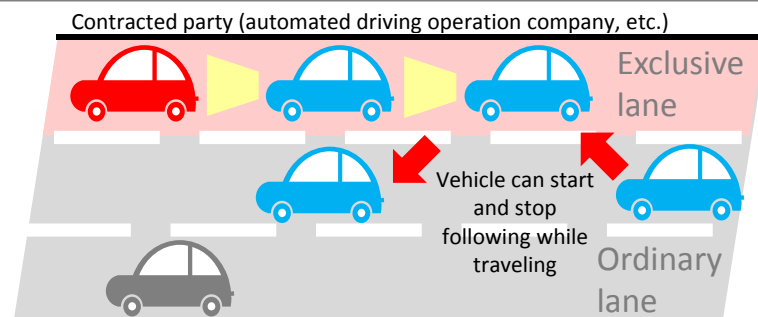 Contracted party (automated driving operation company, etc.)
Exclusive
lane
Vehicle can start
and stop
following while
traveling
Ordinary
lane